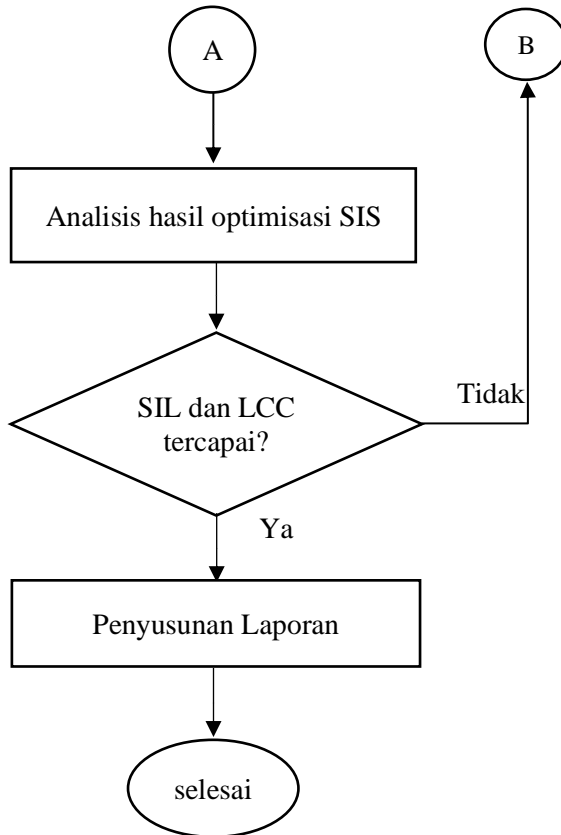 A
B
Analisis hasil optimisasi SIS
SIL dan LCC
tercapai?
Tidak
Ya
Penyusunan Laporan
selesai